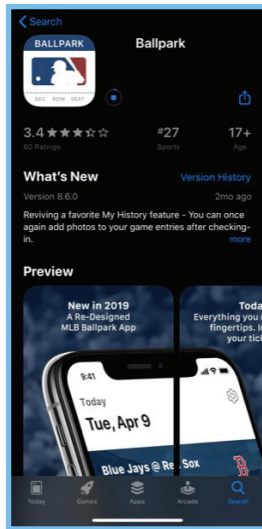 Search
BALLPARK
SEC ROW SEAT
Ballpark
3.4 #27 17+
60 Ratings Sports Age
What's New Version History
Version 8.6.0 2mo ago
Reviving a favorite My History feature - You can once
again add photos to your game entries after checking-
in. more
Preview
New in 2019
A Re-Designed
MLB Ballpark App
Toda
Everything you
fingertips. I
your tic
9:41
Today
Tue, Apr 9
Blue Jays @ Re Sox
B
Today Games Apps Arcade Search